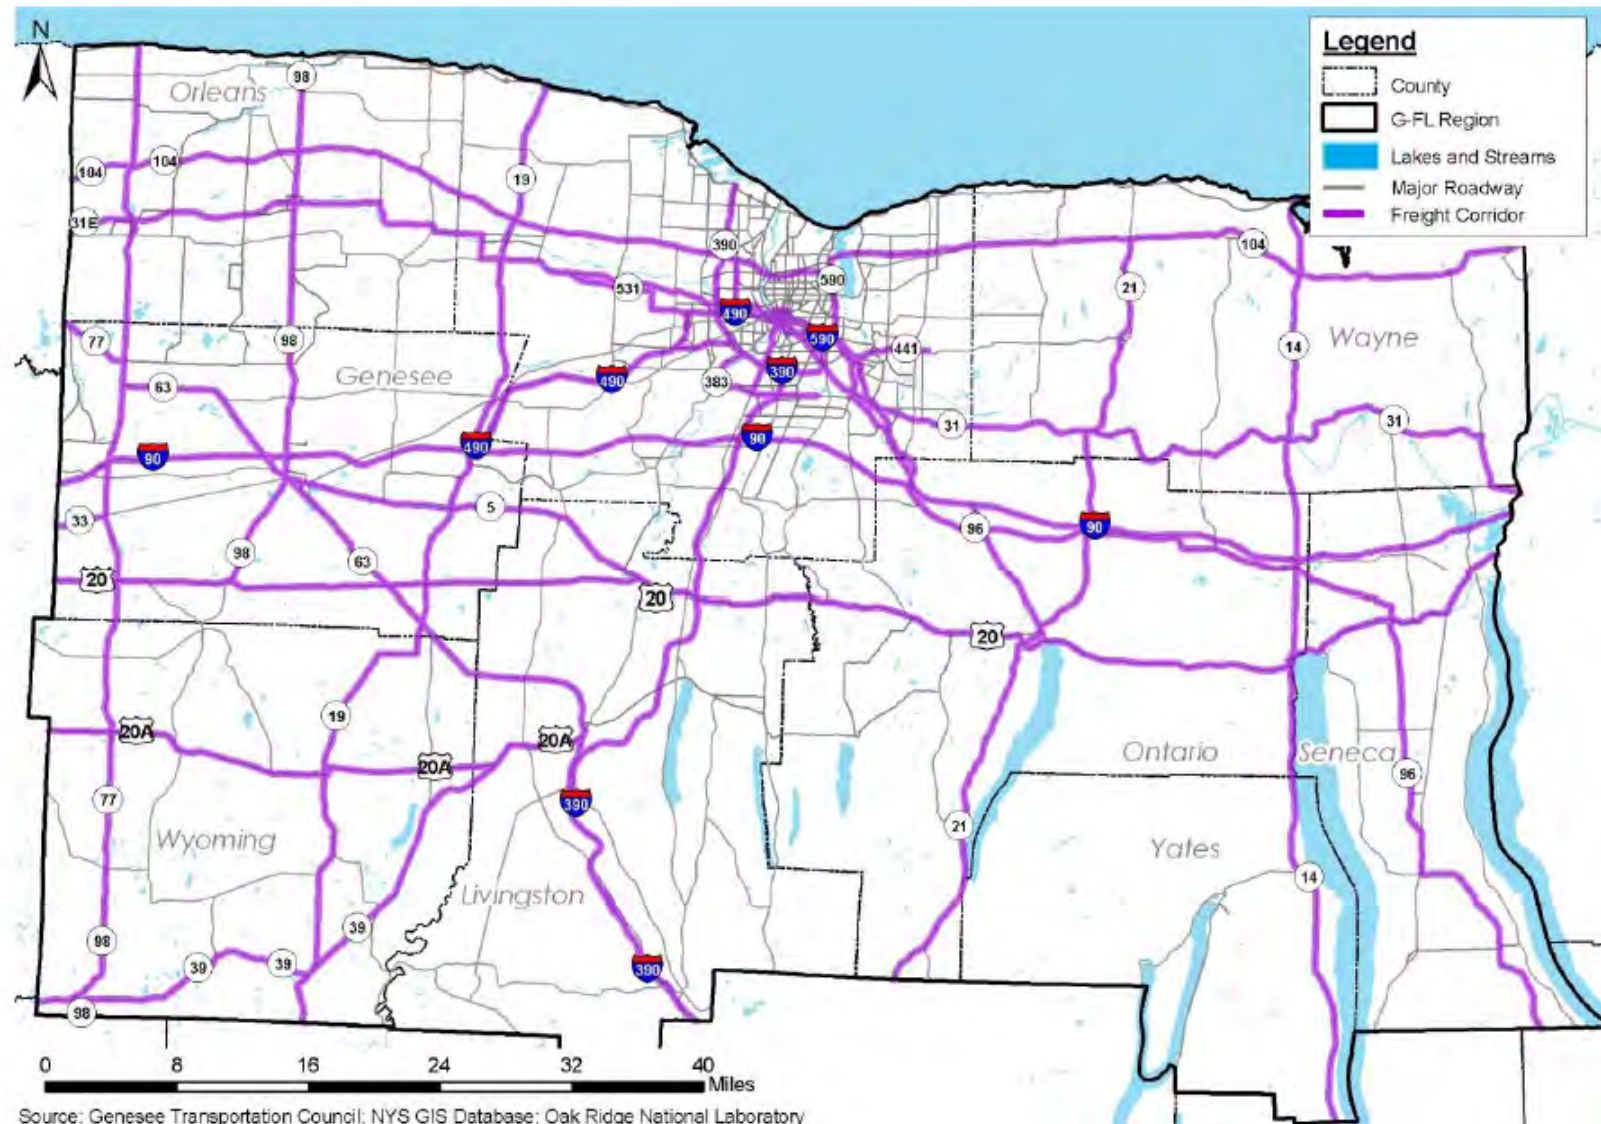 N
Legend
County
G-FL Region
Lakes and Streams
Major Roadway
Freight Corridor
98
Orleans
104
104
19
31E
390
104
531
590
21
490
77
98
590
14
Wayne
441
Genesee
490
390
63
383
31
31
490
90
90
5
33
96
90
98
63
20
20
20
19
20A
20A
20A
Ontario
Seneca
96
77
390
21
Wyoming
Yates
14
Livingston
39
98
39
39
390
98
0 8 16 24 32 40
Miles
Source: Genesee Transportation Council; NYS GIS Database; Oak Ridge National Laboratory